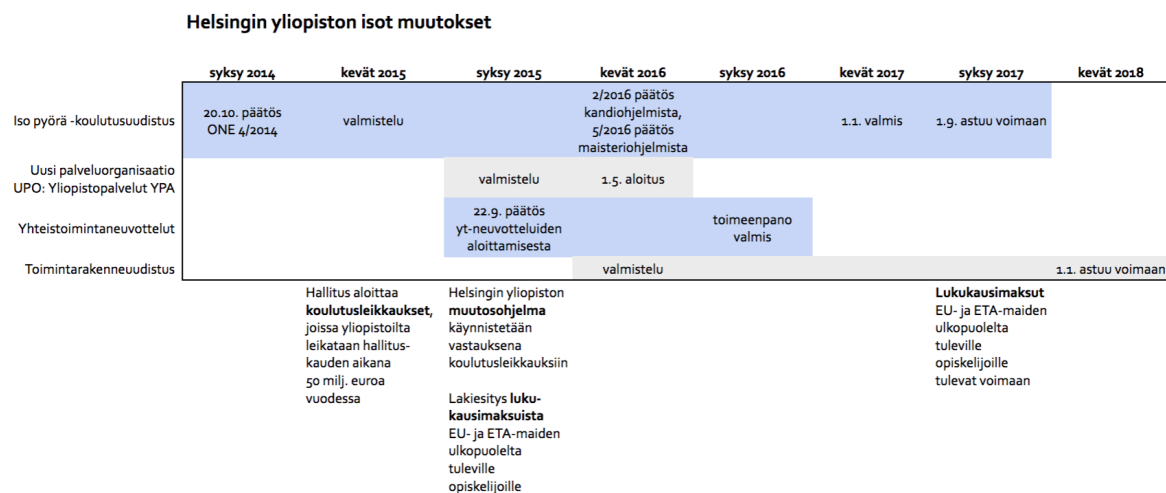 Helsingin yliopiston isot muutokset
syksy 2014 kevät 2015 syksy 2015 kevät 2016 syksy 2016 kevät 2017 syksy 2017 kevät 2018
Iso pyörä -koulutusuudistus
20.10. päätös
ONE 4/2014
valmistelu
2/2016 päätös
kandiohjelmista,
5/2016 päätös
maisteriohjelmista
1.1. valmis
1.9. astuu voimaan
Uusi palveluorganisaatio
UPO: Yliopistopalvelut YPA
valmistelu
1.5. aloitus
Yhteistoimintaneuvottelut
22.9. päätös
yt-neuvotteluiden
aloittamisesta
toimeenpano
valmis
Toimintarakenneuudistus
valmistelu
1.1. astuu voimaan
Hallitus aloittaa
koulutusleikkaukset,
joissa yliopistoilta
leikataan hallitus-
kauden aikana
50 milj. euroa
vuodessa
Helsingin yliopiston
muutosohjelma
käynnistetään
vastauksena
koulutusleikkauksiin
Lakiesitys luku-
kausimaksuista
EU- ja ETA-maiden
ulkopuolelta
tuleville
opiskelijoille
Lukukausimaksut
EU- ja ETA-maiden
ulkopuolelta
tuleville
opiskelijoille
tulevat voimaan